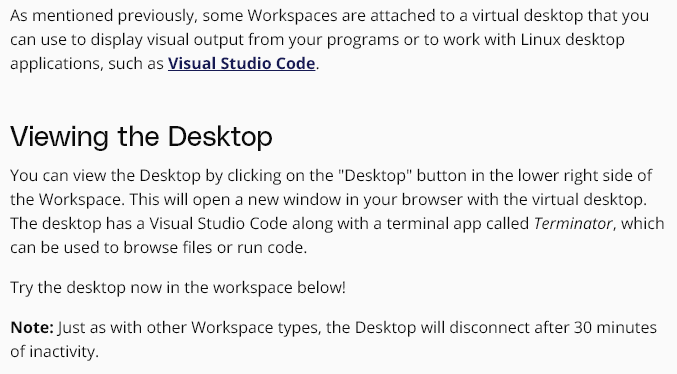 As mentioned previously, some Workspaces are attached to a virtual desktop that you
can use to display visual output from your programs or to work with Linux desktop
applications, such as Visual Studio Code.
Viewing the Desktop
You can view the Desktop by clicking on the "Desktop" button in the lower right side of
the Workspace. This will open a new window in your browser with the virtual desktop.
The desktop has a Visual Studio Code along with a terminal app called Terminator, which
can be used to browse files or run code.
Try the desktop now in the workspace below!
Note: Just as with other Workspace types, the Desktop will disconnect after 30 minutes
of inactivity.